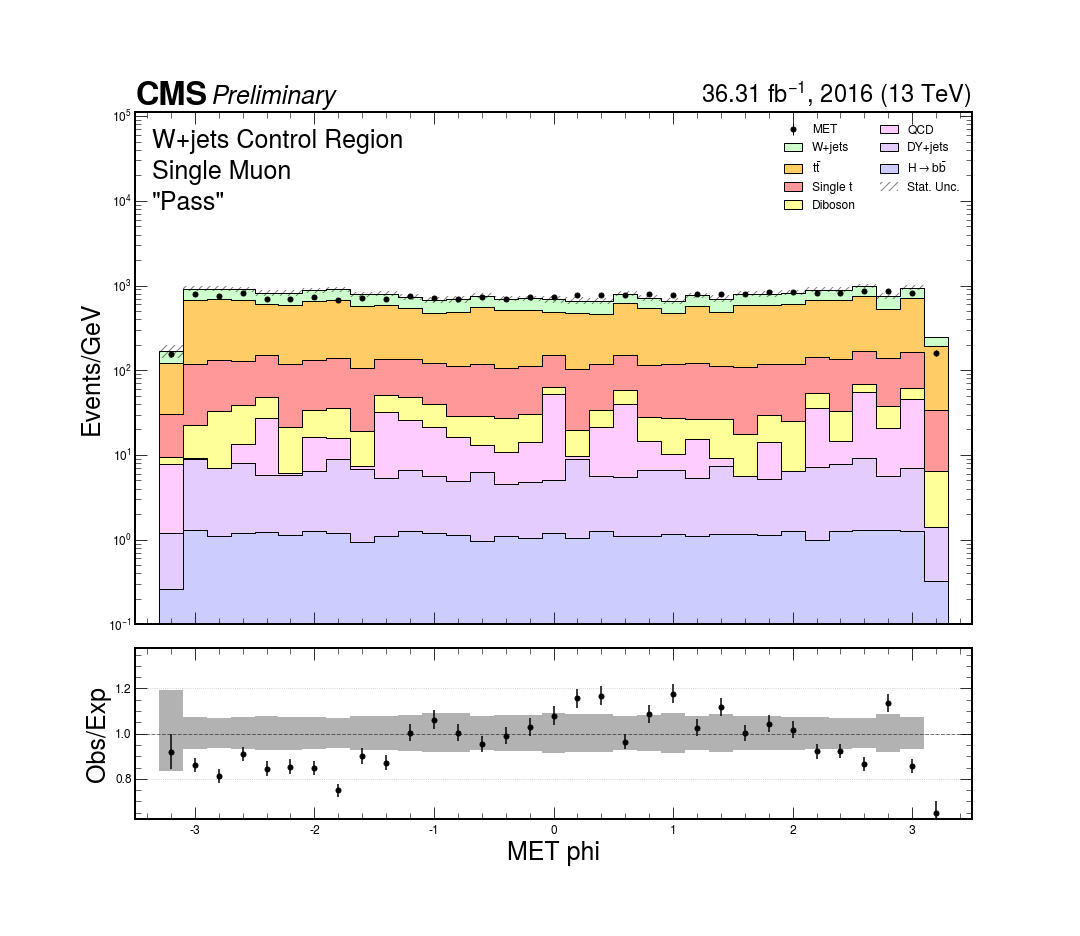 CMS Preliminary
36.31 fb⁻¹, 2016 (13 TeV)
W+jets Control Region
Single Muon
"Pass"
MET
W+jets
tt̄
Single t
Diboson
QCD
DY+jets
H→bb̄
Stat. Unc.
Events/GeV
10⁵
10⁴
10³
10²
10¹
10⁰
10⁻¹
Obs/Exp
1.2
1.0
0.8
-3 -2 -1 0 1 2 3
MET phi